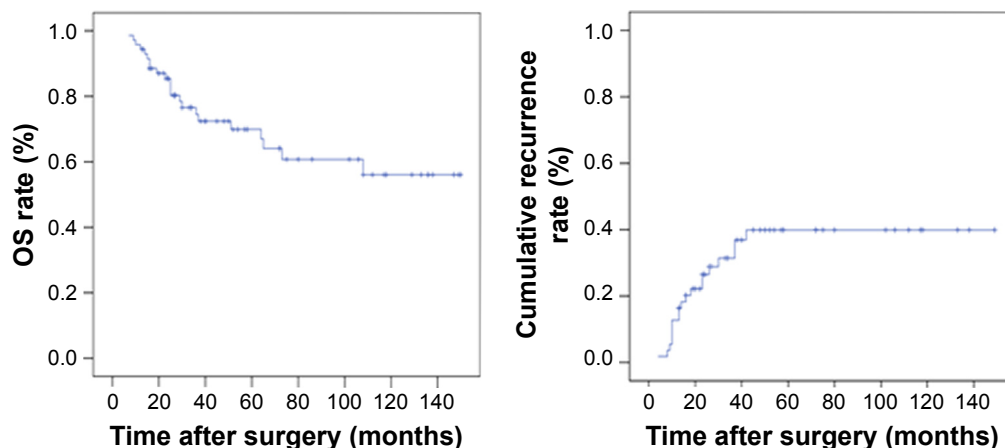 OS rate (%)
1.0
0.8
0.6
0.4
0.2
0.0
0 20 40 60 80 100 120 140
Time after surgery (months)
Cumulative recurrence
rate (%)
1.0
0.8
0.6
0.4
0.2
0.0
0 20 40 60 80 100 120 140
Time after surgery (months)